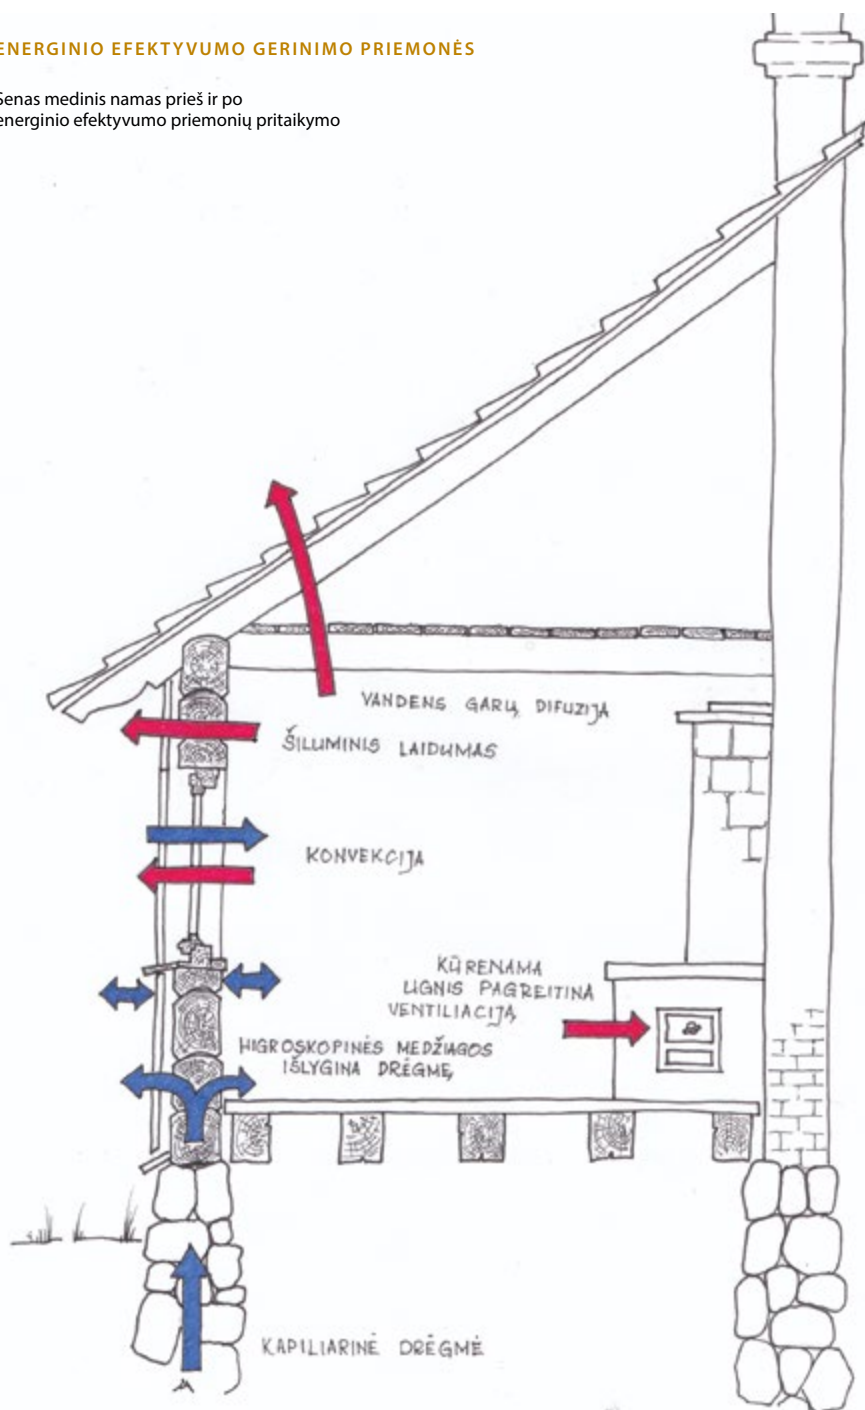 ENERGINIO EFEKTYVUMO GERINIMO PRIEMONĖS
Senas medinis namas prieš ir po
energinio efektyvumo priemonių pritaikymo
VANDENS GARŲ DIFUZIJA
ŠILUMINIS LAIDUMAS
KONVEKCIJA
KŪRENAMA
UGNIS PAGREITINA
VENTILIACIJĄ
HIGROSKOPINĖS MEDŽIAGOS
IŠLYGINA DRĖGMĘ
KAPILIARINĖ DRĖGMĖ